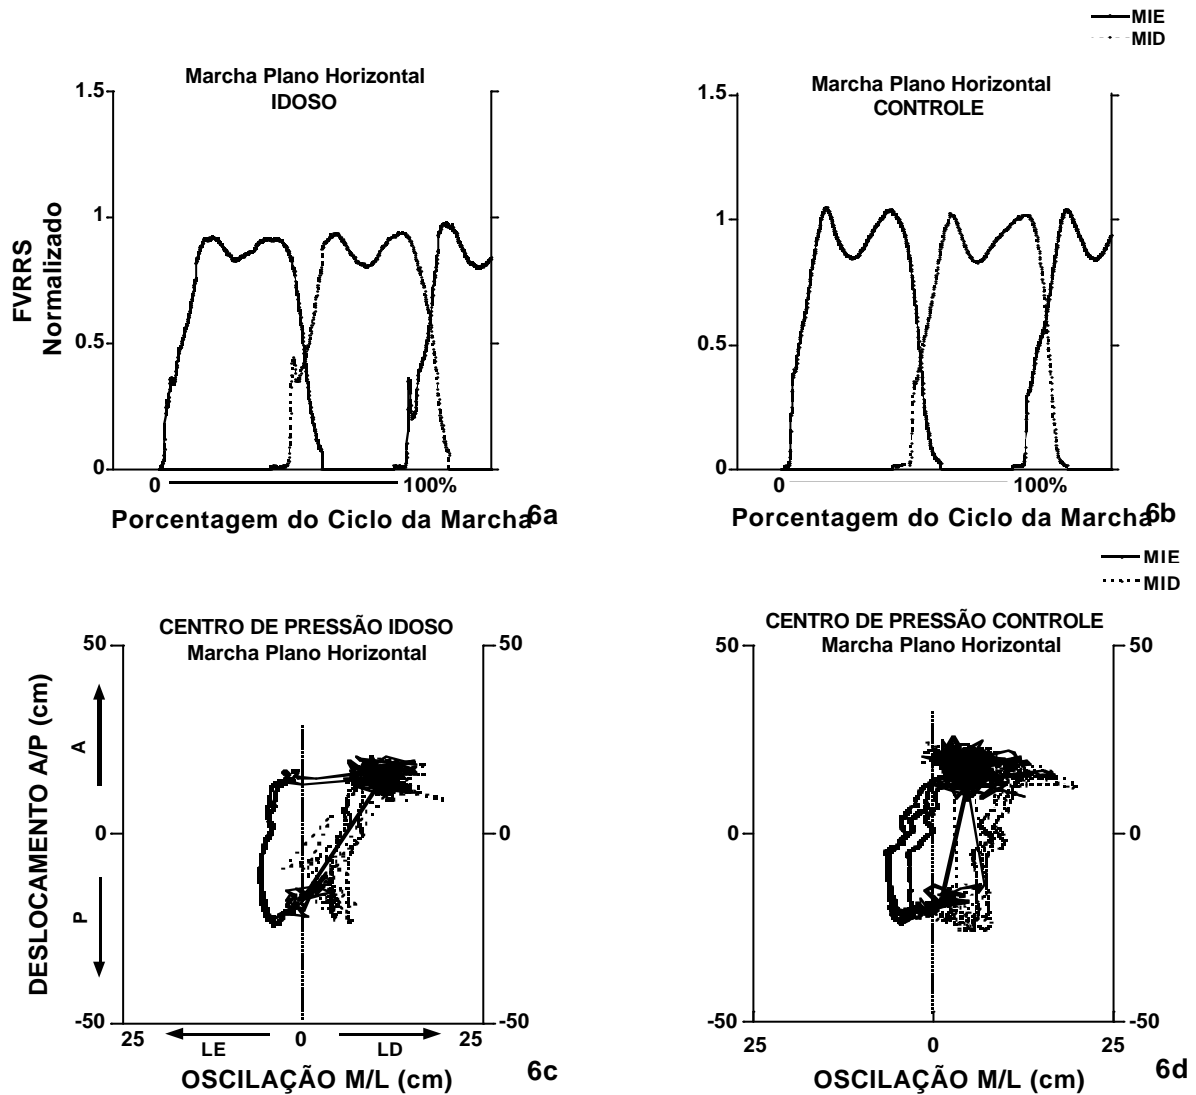 MIE
MID
Marcha Plano Horizontal
IDOSO
1.5
1
0.5
0
FVRRS
Normalizado
0
100%
Porcentagem do Ciclo da Marcha
6a
Marcha Plano Horizontal
CONTROLE
1.5
1
0.5
0
0
100%
Porcentagem do Ciclo da Marcha
6b
MIE
MID
CENTRO DE PRESSÃO IDOSO
Marcha Plano Horizontal
50
0
-50
50
0
-50
DESLOCAMENTO A/P (cm)
A
P
25
0
25
LE
LD
OSCILAÇÃO M/L (cm)
6c
CENTRO DE PRESSÃO CONTROLE
Marcha Plano Horizontal
50
0
-50
50
0
-50
25
0
25
OSCILAÇÃO M/L (cm)
6d